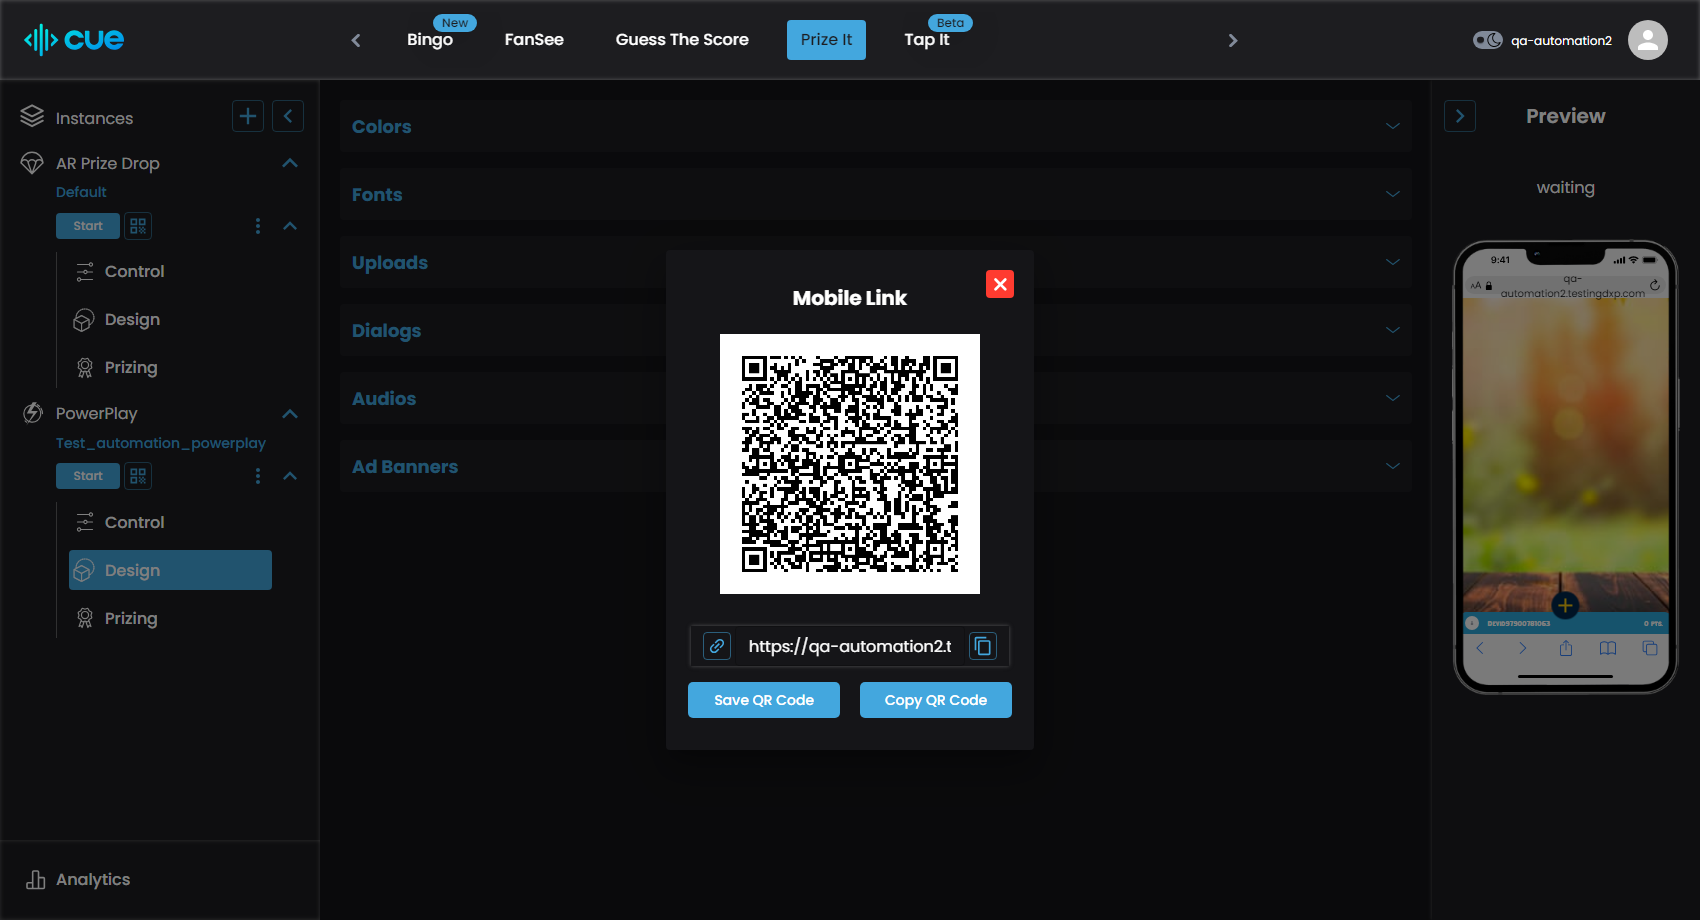 cue
New
Bingo
FanSee
Guess The Score
Prize It
Beta
Tap It
qa-automation2
Instances
AR Prize Drop
Default
Start
Control
Design
Prizing
PowerPlay
Test_automation_powerplay
Start
Control
Design
Prizing
Analytics
Colors
Fonts
Uploads
Dialogs
Audios
Ad Banners
Mobile Link
https://qa-automation2.t
Save QR Code
Copy QR Code
Preview
waiting
9:41
AA
qa-
automation2.testingdxp.com
0 PTS.